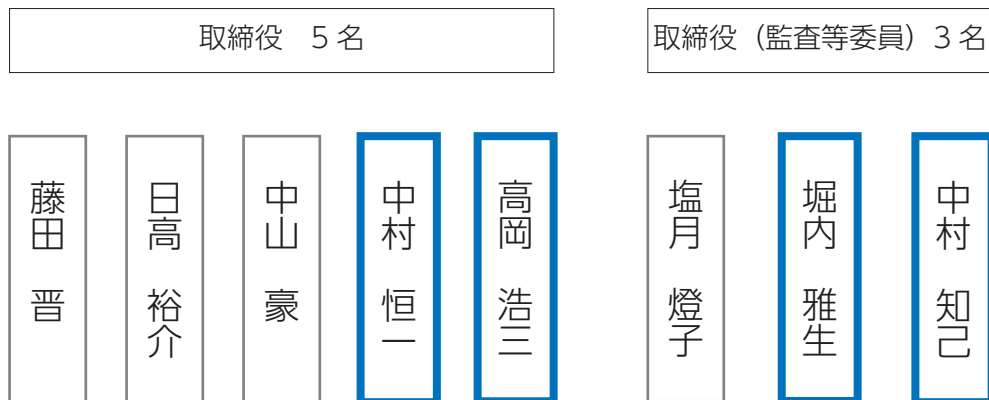 取締役　５名
取締役（監査等委員）３名
藤田　晋
日高　裕介
中山　豪
中村　恒一
高岡　浩三
塩月　燈子
堀内　雅生
中村　知己